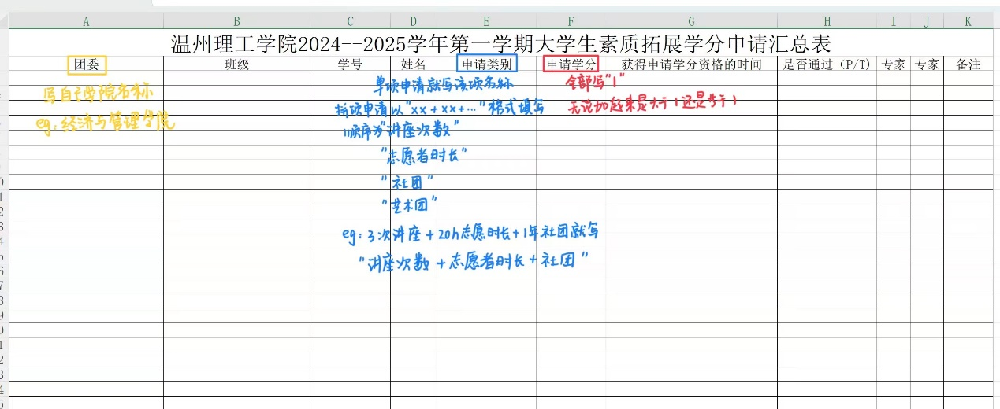 A B C D E F G H I J K
温州理工学院2024--2025学年第一学期大学生素质拓展学分申请汇总表
团委 班级 学号 姓名 申请类别 申请学分 获得申请学分资格的时间 是否通过（P/T） 专家 专家 备注
写自己学院名称
eg：经济与管理学院
单项申请就写该项名称
拆项申请以"xx+xx+…"格式填写
顺序为"讲座次数"
"志愿者时长"
"社团"
"艺术团"
eg：3次讲座+20h志愿时长+1年社团就写
"讲座次数+志愿者时长+社团"
全部写"1"
无论加起来是大于1还是等于1